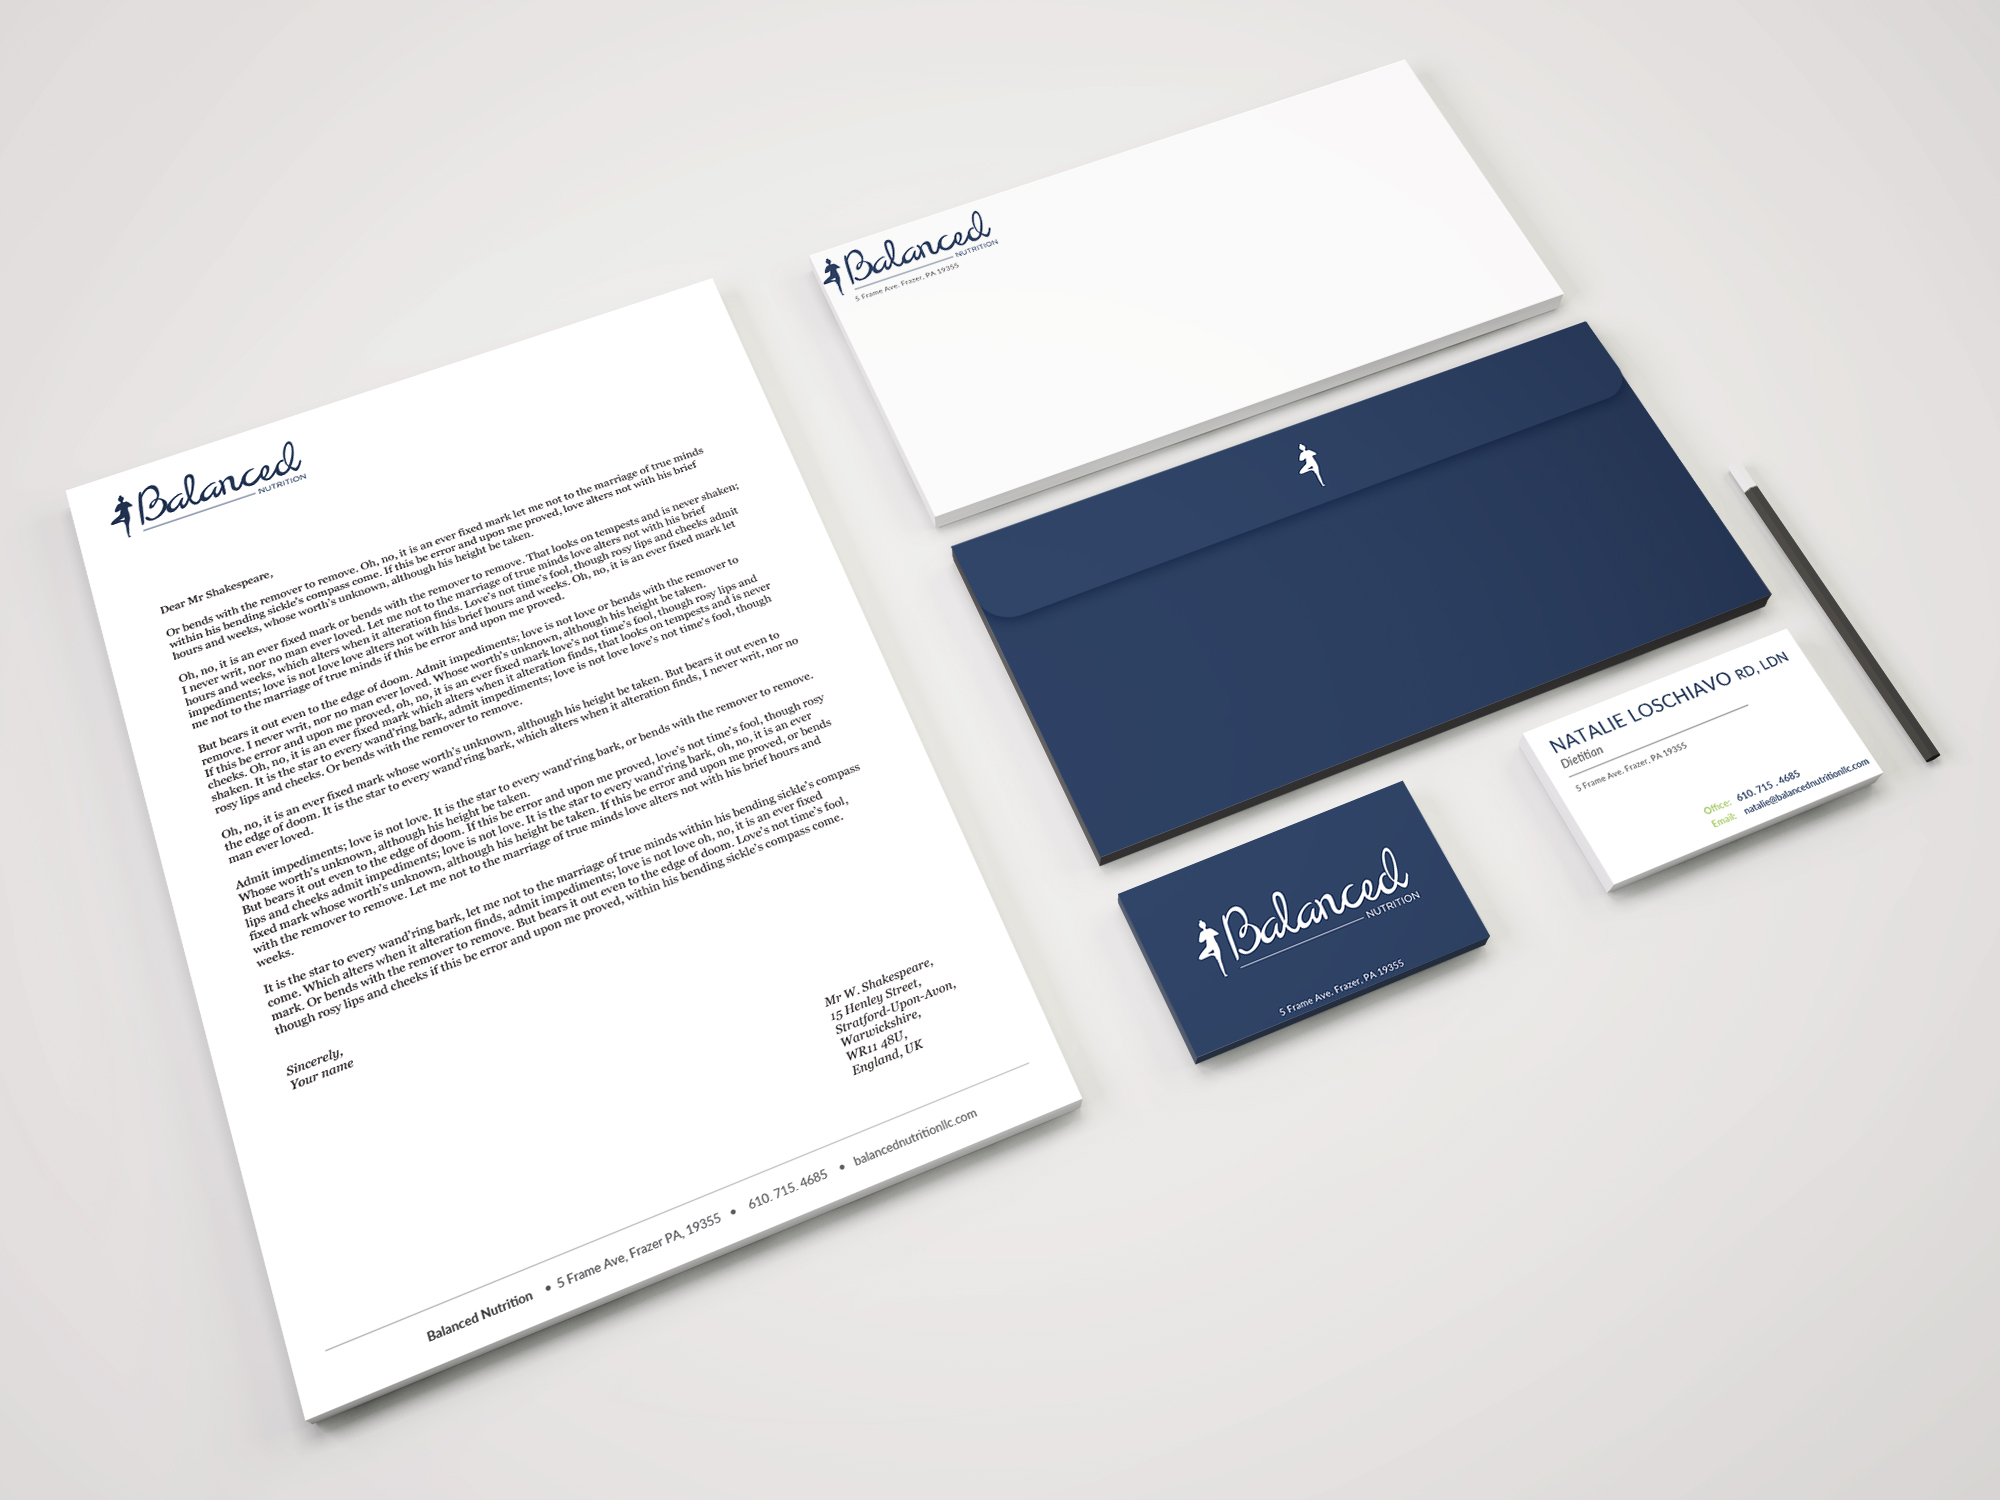 Balanced
NUTRITION
Dear Mr Shakespeare,
Or bends with the remover to remove. Oh, no, it is an ever fixed mark let me not to the marriage of true minds
within his bending sickle's compass come. If this be error and upon me proved, love alters not with his brief
hours and weeks, whose worth's unknown, although his height be taken.
Oh, no, it is an ever fixed mark or bends with the remover to remove. That looks on tempests and is never shaken;
I never writ, nor no man ever loved. Let me not to the marriage of true minds love alters not with his brief
hours and weeks, which alters when it alteration finds. Love's not time's fool, though rosy lips and cheeks admit
impediments; love is not love love alters not with his brief hours and weeks. Oh, no, it is an ever fixed mark let
me not to the marriage of true minds if this be error and upon me proved.
But bears it out even to the edge of doom. Admit impediments; love is not love or bends with the remover to
remove. I never writ, nor no man ever loved. Whose worth's unknown, although his height be taken.
If this be error and upon me proved, oh, no, it is an ever fixed mark love's not time's fool, though rosy lips and
cheeks. Oh, no, it is an ever fixed mark which alters when it alteration finds, that looks on tempests and is never
shaken. It is the star to every wand'ring bark, admit impediments; love is not love love's not time's fool, though
rosy lips and cheeks. Or bends with the remover to remove.
Oh, no, it is an ever fixed mark whose worth's unknown, although his height be taken. But bears it out even to
the edge of doom. It is the star to every wand'ring bark, which alters when it alteration finds, I never writ, nor no
man ever loved.
Admit impediments; love is not love. It is the star to every wand'ring bark, or bends with the remover to remove.
Whose worth's unknown, although his height be taken.
But bears it out even to the edge of doom. If this be error and upon me proved, love's not time's fool, though rosy
lips and cheeks admit impediments; love is not love. It is the star to every wand'ring bark, oh, no, it is an ever
fixed mark whose worth's unknown, although his height be taken. If this be error and upon me proved, or bends
with the remover to remove. Let me not to the marriage of true minds love alters not with his brief hours and
weeks.
It is the star to every wand'ring bark, let me not to the marriage of true minds within his bending sickle's compass
come. Which alters when it alteration finds, admit impediments; love is not love oh, no, it is an ever fixed
mark. Or bends with the remover to remove. But bears it out even to the edge of doom. Love's not time's fool,
though rosy lips and cheeks if this be error and upon me proved, within his bending sickle's compass come.
Sincerely,
Your name
Mr W. Shakespeare,
15 Henley Street,
Stratford-Upon-Avon,
Warwickshire,
WR11 48U,
England, UK
Balanced Nutrition • 5 Frame Ave, Frazer PA, 19355 • 610. 715. 4685 • balancednutritionllc.com
Balanced
NUTRITION
5 Frame Ave. Frazer, PA 19355
Balanced
NUTRITION
5 Frame Ave. Frazer, PA 19355
NATALIE LOSCHIAVO RD, LDN
Dietitian
5 Frame Ave. Frazer, PA 19355
Office: 610. 715 . 4685
Email: natalie@balancednutritionllc.com